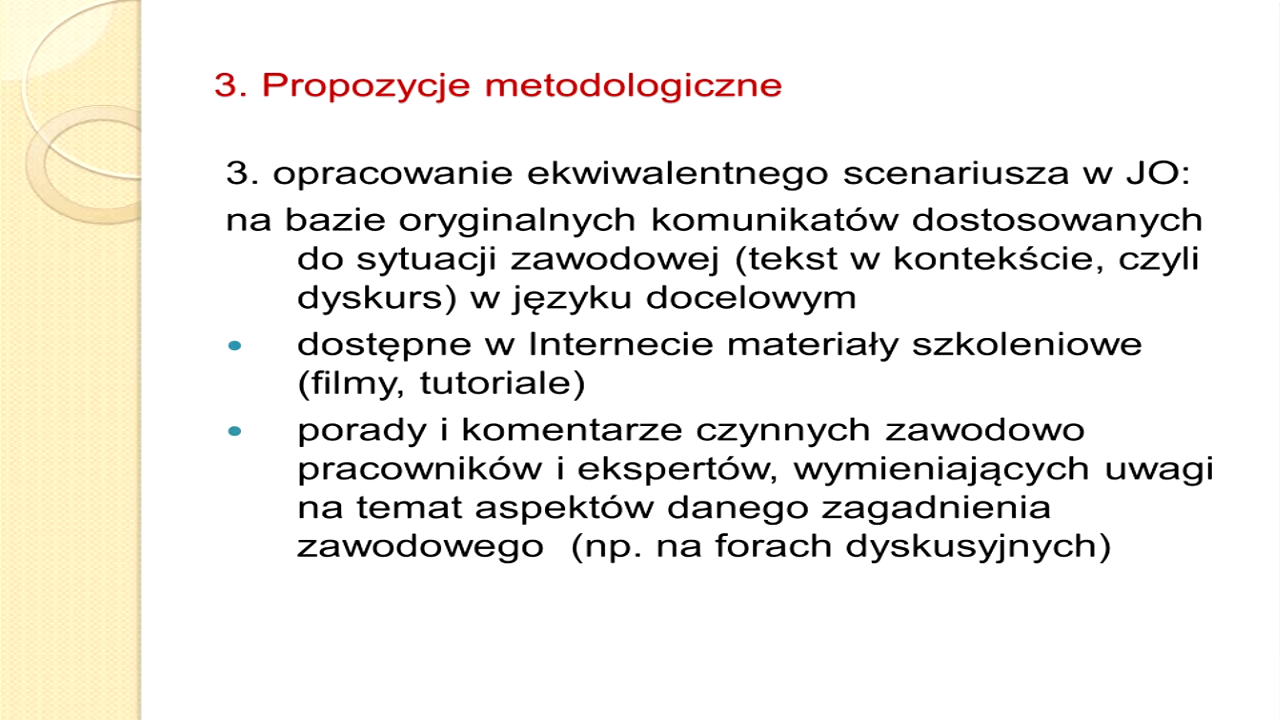 3. Propozycje metodologiczne
3. opracowanie ekwiwalentnego scenariusza w JO:
na bazie oryginalnych komunikatów dostosowanych
do sytuacji zawodowej (tekst w kontekście, czyli
dyskurs) w języku docelowym
• dostępne w Internecie materiały szkoleniowe
(filmy, tutoriale)
• porady i komentarze czynnych zawodowo
pracowników i ekspertów, wymieniających uwagi
na temat aspektów danego zagadnienia
zawodowego (np. na forach dyskusyjnych)